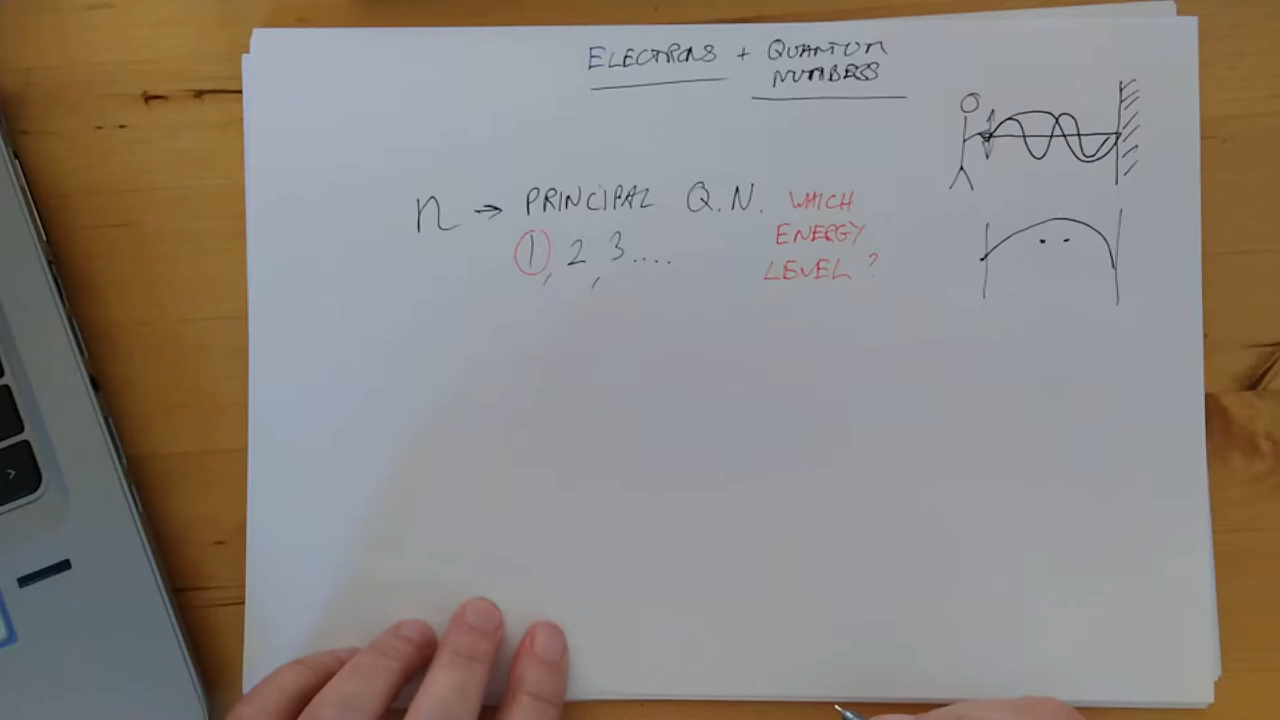 ELECTRONS + QUANTUM
NUMBERS
n → PRINCIPAL Q.N.
1, 2, 3....
WHICH
ENERGY
LEVEL ?